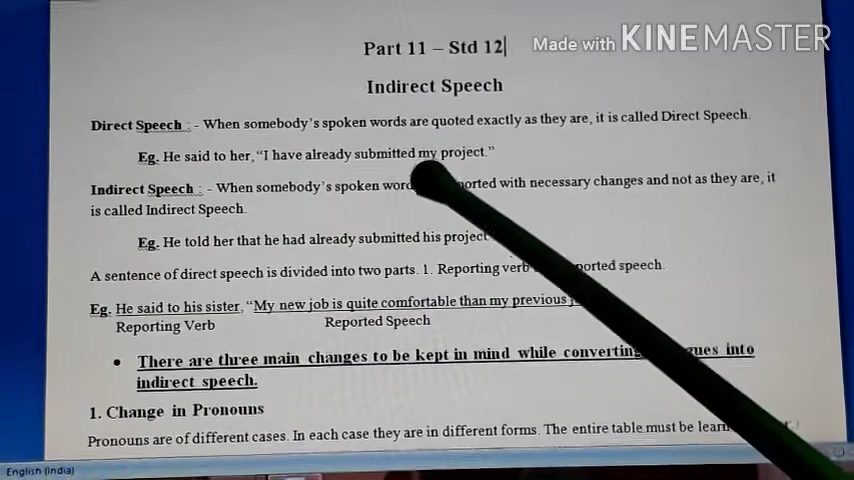 Part 11 – Std 12
Made with KINEMASTER
Indirect Speech
Direct Speech : - When somebody's spoken words are quoted exactly as they are, it is called Direct Speech.
Eg. He said to her, “I have already submitted my project.”
Indirect Speech : - When somebody's spoken with necessary changes and not as they are, it
is called Indirect Speech.
Eg. He told her that he had already submitted his project
A sentence of direct speech is divided into two parts. 1. Reporting verb speech.
Eg. He said to his sister, “My new job is quite comfortable than my previous
Reporting Verb Reported Speech
• There are three main changes to be kept in mind while converting into
indirect speech.
1. Change in Pronouns
Pronouns are of different cases. In each case they are in different forms. The entire table must be
English (India)